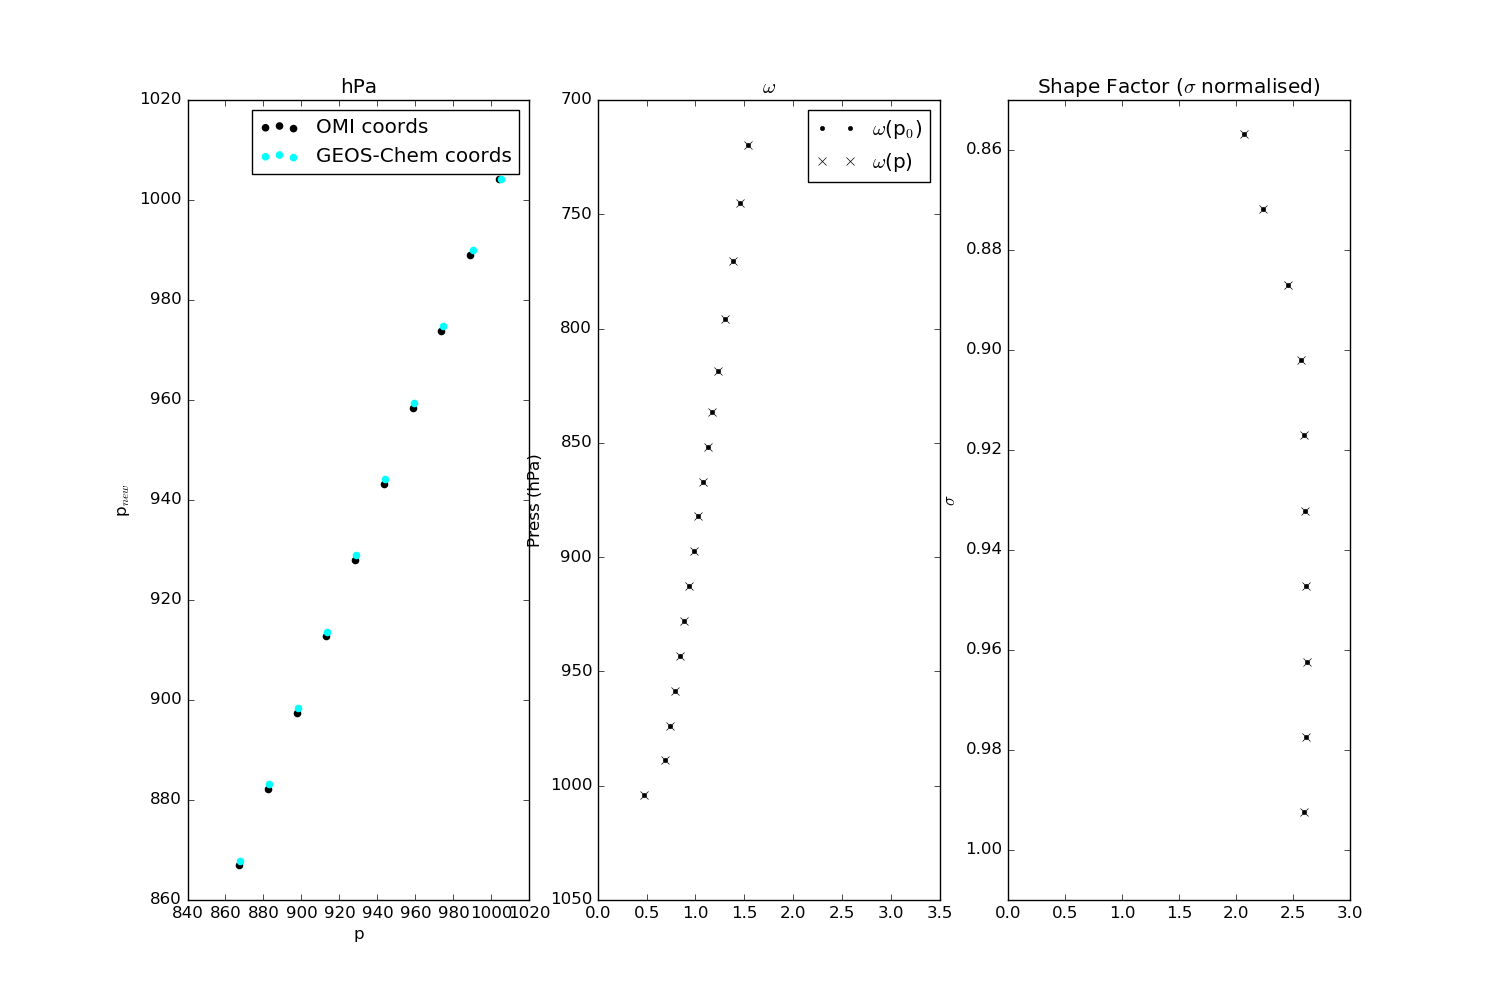 hPa
1020
1000
980
960
940
920
900
880
860
840 860 880 900 920 940 960 980 1000 1020
p
p_new
OMI coords
GEOS-Chem coords
ω
700
750
800
850
900
950
1000
1050
0.0 0.5 1.0 1.5 2.0 2.5 3.0 3.5
Press (hPa)
ω(p₀)
ω(p)
Shape Factor (σ normalised)
0.86
0.88
0.90
0.92
0.94
0.96
0.98
1.00
0.0 0.5 1.0 1.5 2.0 2.5 3.0
σ